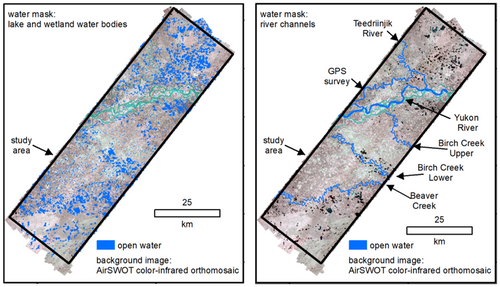 water mask:
lake and wetland water bodies
study
area
25
km
open water
background image:
AirSWOT color-infrared orthomosaic
water mask:
river channels
Teedriinjik
River
GPS
survey
Yukon
River
study
area
Birch Creek
Upper
Birch Creek
Lower
Beaver
Creek
25
km
open water
background image:
AirSWOT color-infrared orthomosaic